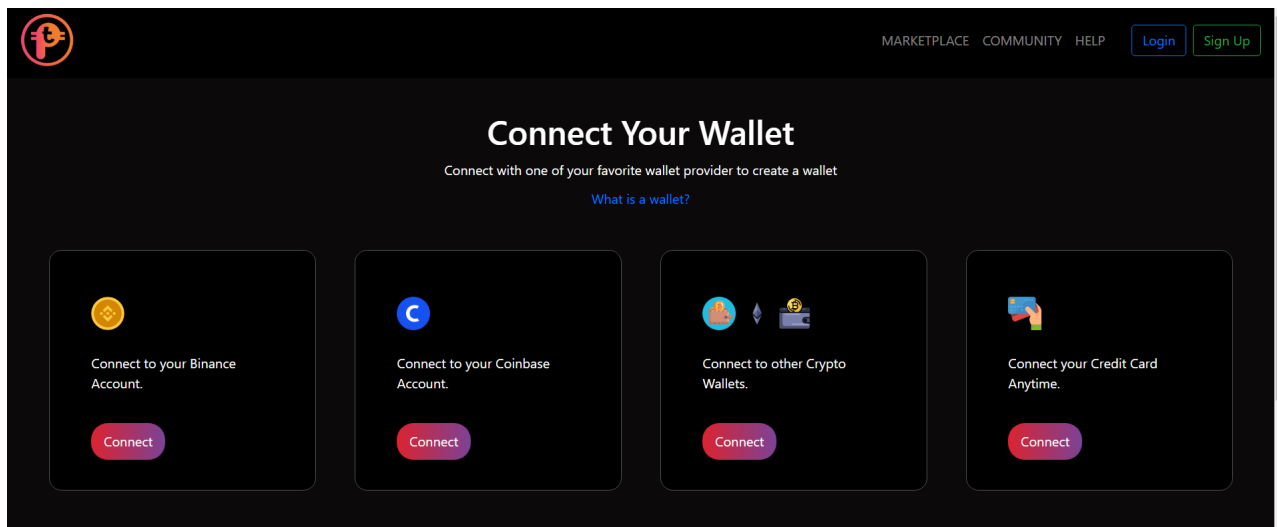 MARKETPLACE COMMUNITY HELP Login Sign Up
Connect Your Wallet
Connect with one of your favorite wallet provider to create a wallet
What is a wallet?
Connect to your Binance
Account.
Connect
Connect to your Coinbase
Account.
Connect
Connect to other Crypto
Wallets.
Connect
Connect your Credit Card
Anytime.
Connect